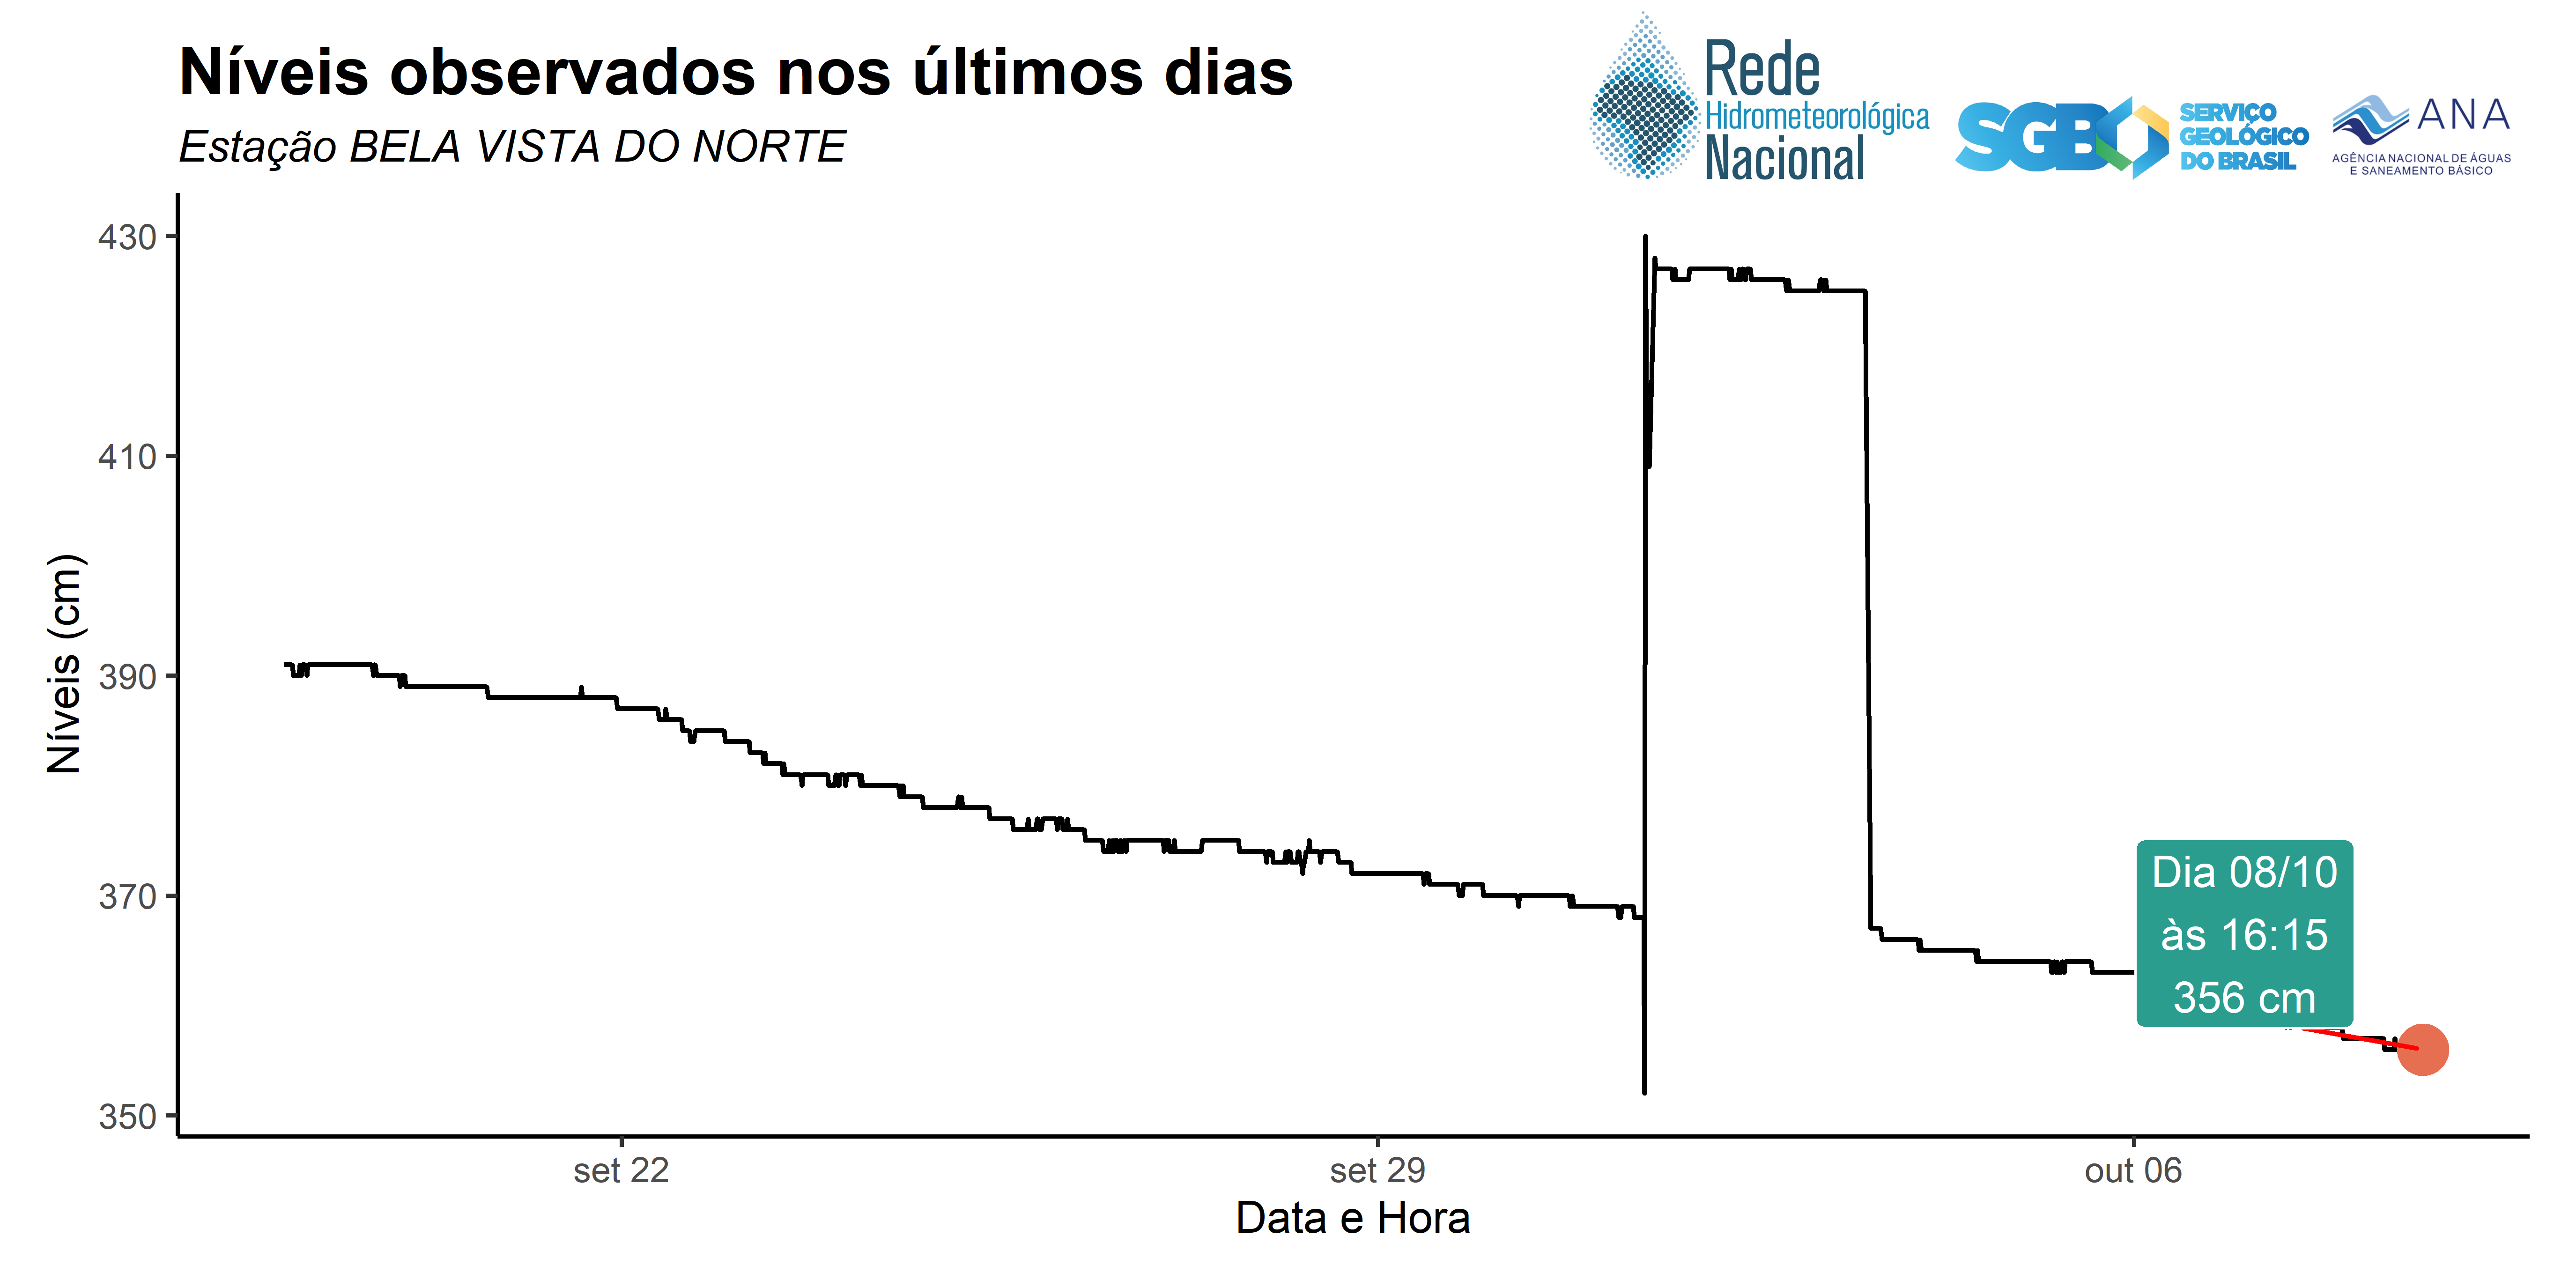 Níveis observados nos últimos dias
Estação BELA VISTA DO NORTE
Rede
Hidrometeorológica
Nacional
SGB
SERVIÇO
GEOLÓGICO
DO BRASIL
ANA
AGÊNCIA NACIONAL DE ÁGUAS
E SANEAMENTO BÁSICO
Níveis (cm)
430
410
390
370
350
Dia 08/10
às 16:15
356 cm
set 22
set 29
out 06
Data e Hora